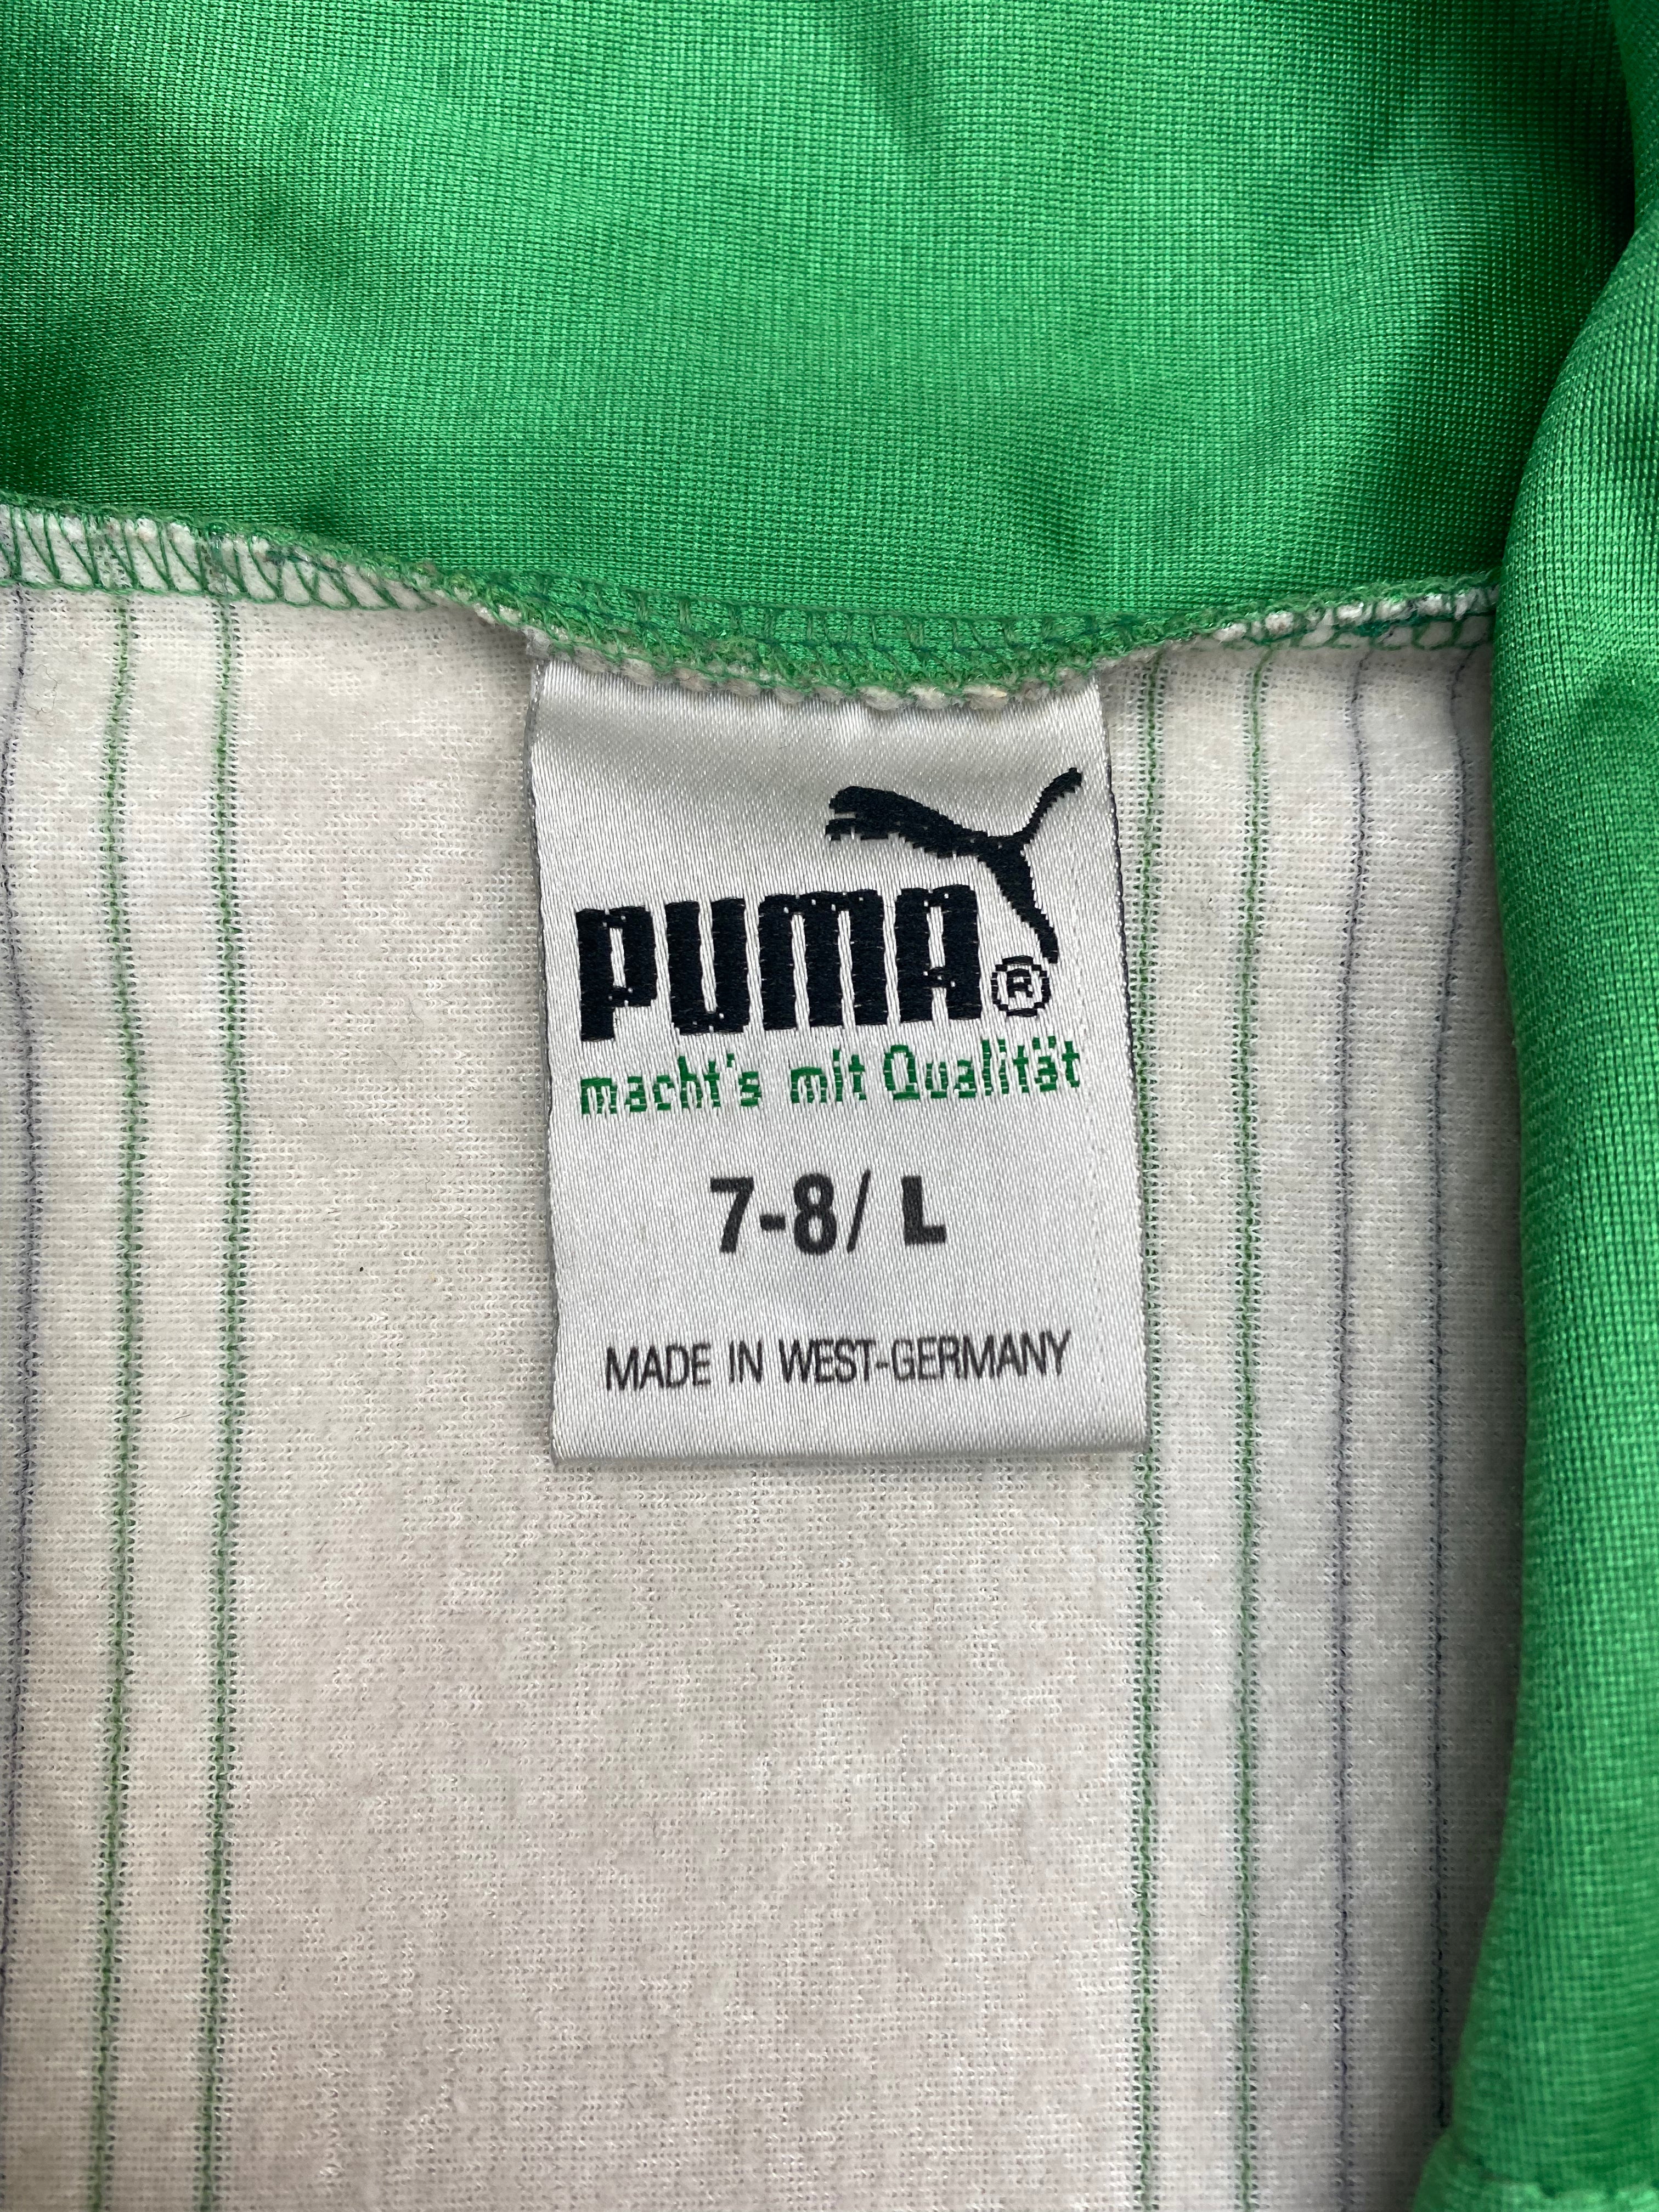 PUMA®
macht's mit Qualität
7-8/ L
MADE IN WEST-GERMANY